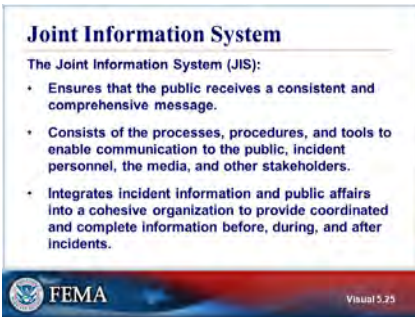 Joint Information System
The Joint Information System (JIS):
• Ensures that the public receives a consistent and
comprehensive message.
• Consists of the processes, procedures, and tools to
enable communication to the public, incident
personnel, the media, and other stakeholders.
• Integrates incident information and public affairs
into a cohesive organization to provide coordinated
and complete information before, during, and after
incidents.
FEMA
Visual 5.25